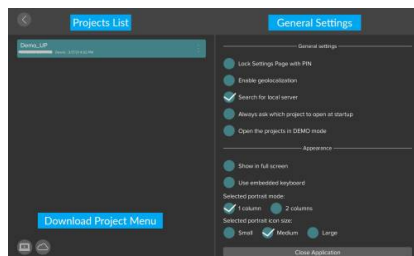 Projects List
General Settings
Demo_UP
General settings
Lock Settings Page with PIN
Enable geolocalization
Search for local server
Always ask which project to open at startup
Open the projects in DEMO mode
Appearance
Show in full screen
Use embedded keyboard
Selected portrait mode:
1 column
2 columns
Selected portrait icon size:
Small
Medium
Large
Download Project Menu
Close Application